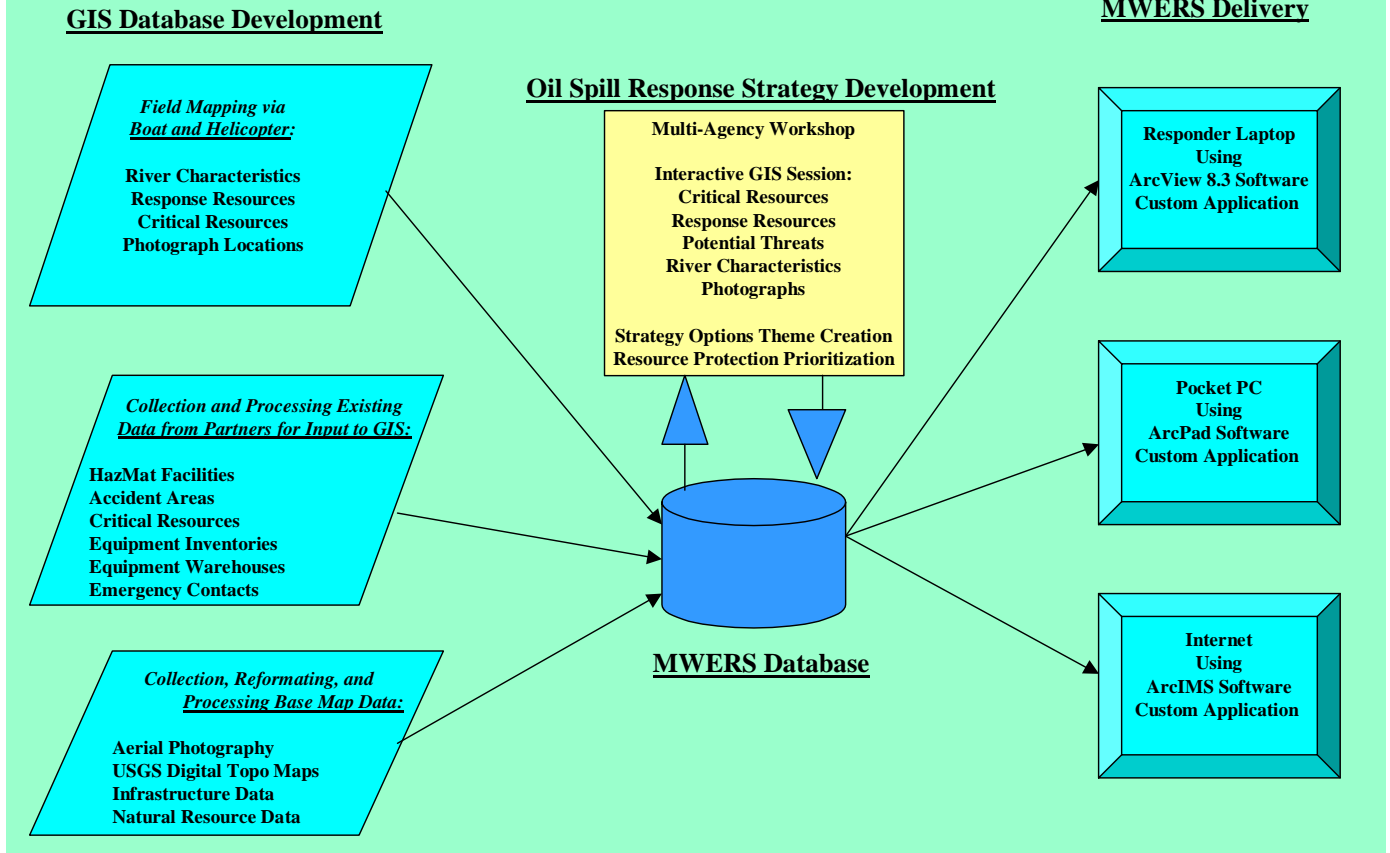 GIS Database Development
Field Mapping via
Boat and Helicopter:
River Characteristics
Response Resources
Critical Resources
Photograph Locations
Collection and Processing Existing
Data from Partners for Input to GIS:
HazMat Facilities
Accident Areas
Critical Resources
Equipment Inventories
Equipment Warehouses
Emergency Contacts
Collection, Reformating, and
Processing Base Map Data:
Aerial Photography
USGS Digital Topo Maps
Infrastructure Data
Natural Resource Data
Oil Spill Response Strategy Development
Multi-Agency Workshop
Interactive GIS Session:
Critical Resources
Response Resources
Potential Threats
River Characteristics
Photographs
Strategy Options Theme Creation
Resource Protection Prioritization
MWERS Database
MWERS Delivery
Responder Laptop
Using
ArcView 8.3 Software
Custom Application
Pocket PC
Using
ArcPad Software
Custom Application
Internet
Using
ArcIMS Software
Custom Application